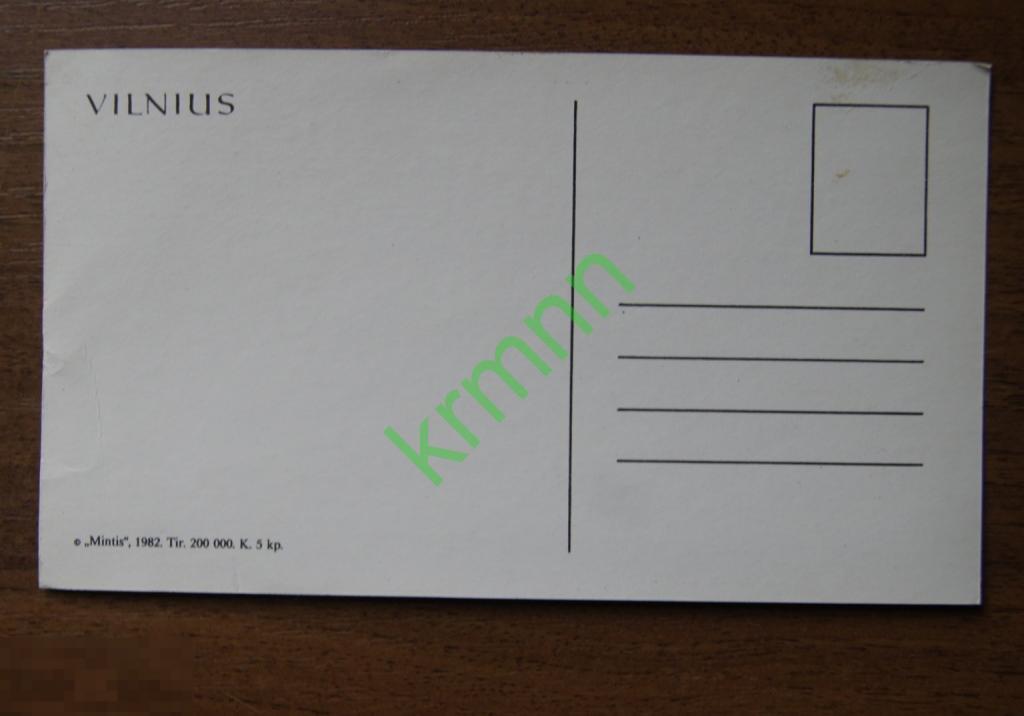 VILNIUS
krmnn
© „Mintis“, 1982. Tir. 200 000. K. 5 kp.